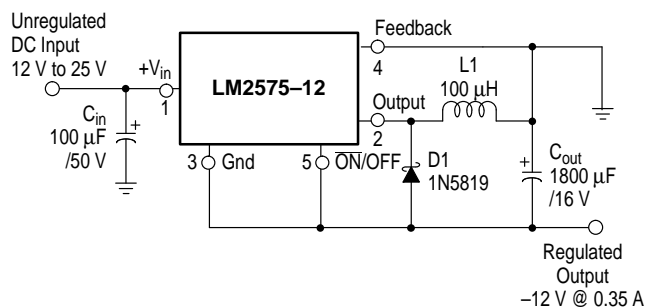 Unregulated
DC Input
12 V to 25 V
+Vin
1
Cin
100 μF
/50 V
+
LM2575–12
Feedback
4
Output
2
3
Gnd
5
ON/OFF
L1
100 μH
D1
1N5819
+
Cout
1800 μF
/16 V
Regulated
Output
–12 V @ 0.35 A